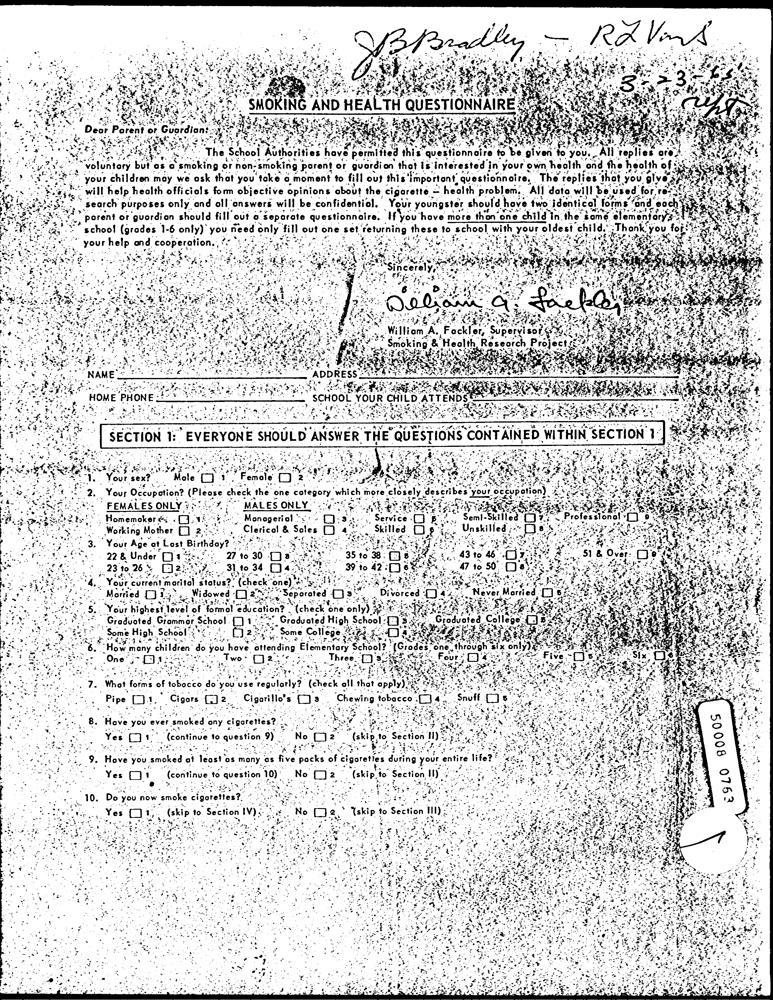 JB Bradley —
SMOKING AND HEALTH QUESTIONNAIRE
Dear Parent or Guardian:
The School Authorities have permitted this questionnaire to be given to you. All replies are
voluntary but as a smoking or non-smoking parent or guardian that is interested in your own health and the health of
your children may we ask that you take a moment to fill out this important questionnaire. The replies that you give
will help health officials form objective opinions about the cigarette — health problem. All data will be used for re-
search purposes only and all answers will be confidential. Your youngster should have two identical forms and each
parent or guardian should fill out a separate questionnaire. If you have more than one child in the same elementary
school (grades 1-6 only) you need only fill out one set returning these to school with your oldest child. Thank you for
your help and cooperation.
Sincerely,
William A. Fackler
William A. Fackler, Supervisor
Smoking & Health Research Project
NAME ADDRESS
HOME PHONE SCHOOL YOUR CHILD ATTENDS
SECTION 1: EVERYONE SHOULD ANSWER THE QUESTIONS CONTAINED WITHIN SECTION 1
1. Your sex? Male 1 Female 2
2. Your Occupation? (Please check the one category which more closely describes your occupation)
FEMALES ONLY MALES ONLY
Homemaker 1 Managerial 3 Service 5 Semi-Skilled 7 Professional
Working Mother 2 Clerical & Sales 4 Skilled 6 Unskilled 8
3. Your Age at Last Birthday?
22 & Under 1 27 to 30 3 35 to 38 5 43 to 46 7 51 & Over 9
23 to 26 2 31 to 34 4 39 to 42 6 47 to 50 8
4. Your current marital status? (check one)
Married 1 Widowed 2 Separated 3 Divorced 4 Never Married 5
5. Your highest level of formal education? (check one only)
Graduated Grammar School 1 Graduated High School 3 Graduated College 5
Some High School 2 Some College 4
6. How many children do you have attending Elementary School? (Grades one through six only)
One 1 Two 2 Three 3 Four 4 Five 5 Six
7. What forms of tobacco do you use regularly? (check all that apply)
Pipe 1 Cigars 2 Cigarillo's 3 Chewing tobacco 4 Snuff 5
8. Have you ever smoked any cigarettes?
Yes 1 (continue to question 9) No 2 (skip to Section II)
9. Have you smoked at least as many as five packs of cigarettes during your entire life?
Yes 1 (continue to question 10) No 2 (skip to Section II)
10. Do you now smoke cigarettes?
Yes 1 (skip to Section IV) No 2 (skip to Section III)
50008 0763